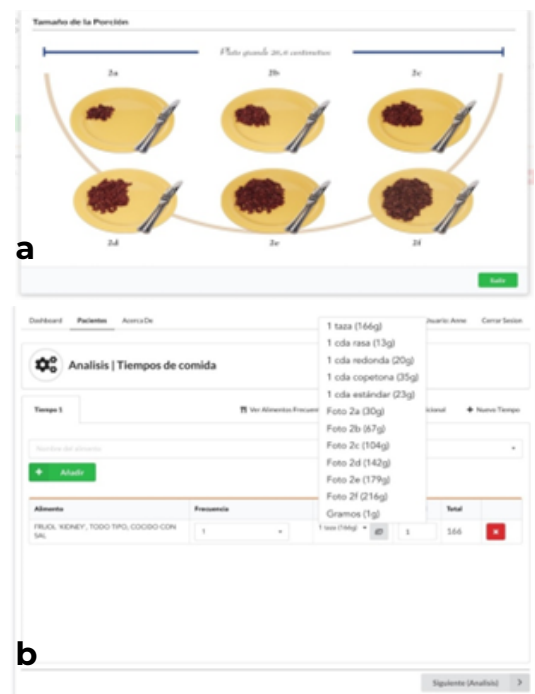 Tamaño de la Porción
Plato grande 26,6 centímetros
2a 2b 2c
2d 2e 2f
a
Salir
Dashboard Pacientes Acerca De Usuario: Anne Cerrar Sesion
Analisis | Tiempos de comida
Tiempo 1 Ver Alimentos Frecuen cional Nuevo Tiempo
Nombre del alimento
Añadir
1 taza (166g)
1 cda rasa (13g)
1 cda redonda (20g)
1 cda copetona (35g)
1 cda estándar (23g)
Foto 2a (30g)
Foto 2b (67g)
Foto 2c (104g)
Foto 2d (142g)
Foto 2e (179g)
Foto 2f (216g)
Gramos (1g)
Alimento Frecuencia Total
FRIJOL 'KIDNEY', TODO TIPO, COCIDO CON 1 1 taza (166g) 1 166
SAL
b
Siguiente (Analisis)